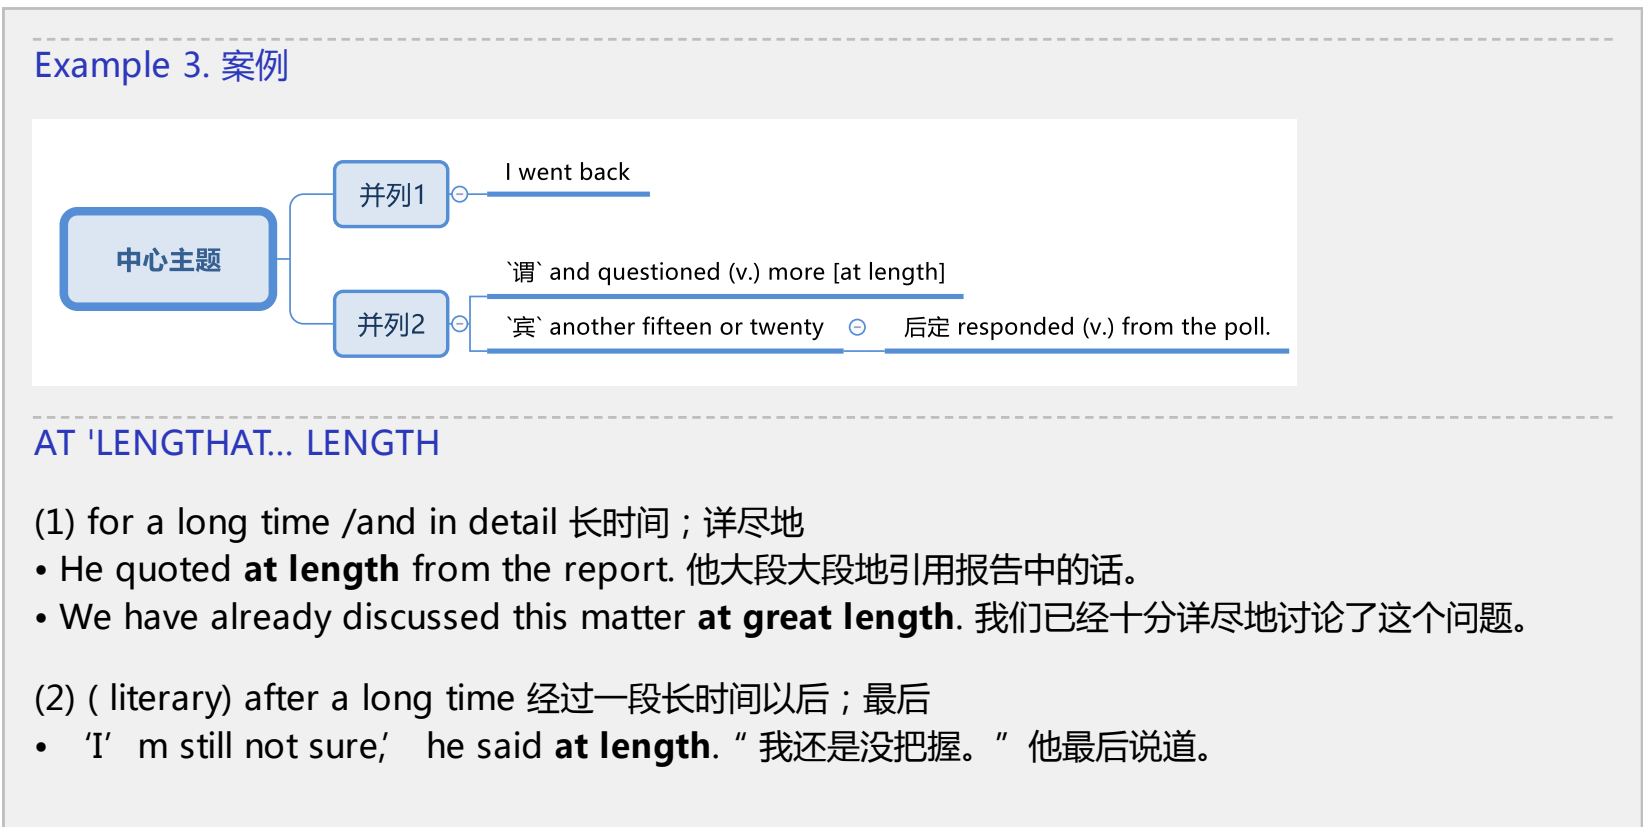 Example 3. 案例
I went back
并列1
中心主题
`谓` and questioned (v.) more [at length]
并列2
`宾` another fifteen or twenty
后定 responded (v.) from the poll.
AT 'LENGTHAT... LENGTH
(1) for a long time /and in detail 长时间；详尽地
• He quoted at length from the report. 他大段大段地引用报告中的话。
• We have already discussed this matter at great length. 我们已经十分详尽地讨论了这个问题。
(2) ( literary) after a long time 经过一段长时间以后；最后
• ‘I’ m still not sure,’ he said at length. “ 我还是没把握。” 他最后说道。